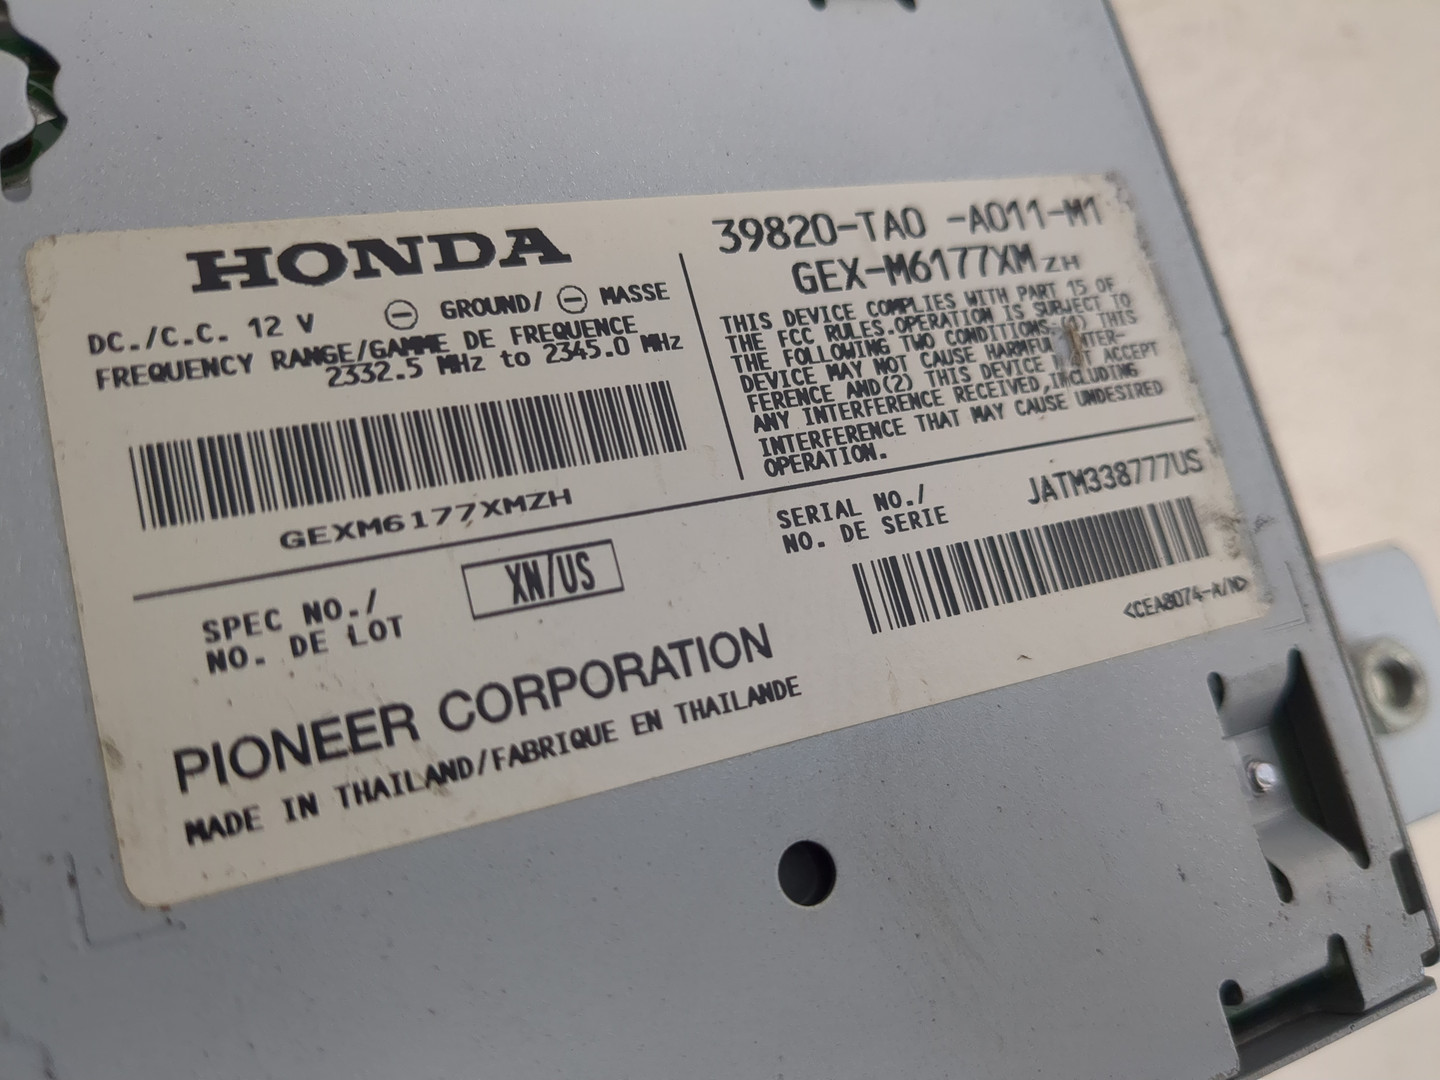 HONDA
DC./C.C. 12 V ⊖ GROUND/ ⊖ MASSE
FREQUENCY RANGE/GAMME DE FREQUENCE
2332.5 MHz to 2345.0 MHz
GEXM6177XMZH
39820-TA0 -A011-M1
GEX-M6177XM ZH
THIS DEVICE COMPLIES WITH PART 15 OF
THE FCC RULES.OPERATION IS SUBJECT TO
THE FOLLOWING TWO CONDITIONS:(1) THIS
DEVICE MAY NOT CAUSE HARMFUL INTER-
FERENCE AND(2) THIS DEVICE MUST ACCEPT
ANY INTERFERENCE RECEIVED,INCLUDING
INTERFERENCE THAT MAY CAUSE UNDESIRED
OPERATION.
SPEC NO./
NO. DE LOT
XN/US
SERIAL NO./
NO. DE SERIE
JATM338777US
<CEA8074-A/N>
PIONEER CORPORATION
MADE IN THAILAND/FABRIQUE EN THAILANDE